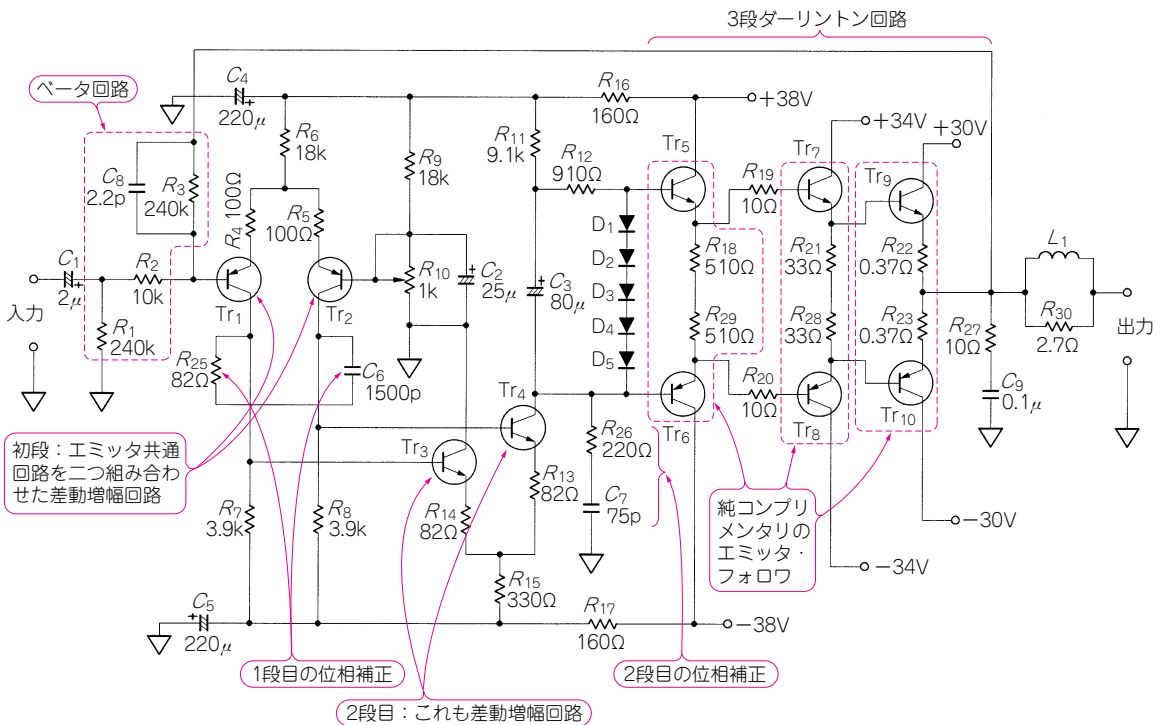 3段ダーリントン回路
ベータ回路
C4
220μ
R16
160Ω
+38V
+34V
+30V
R6
18k
R9
18k
R11
9.1k
R12
910Ω
Tr5
Tr7
Tr9
C8
2.2p
R3
240k
R4
100Ω
R5
100Ω
R19
10Ω
D1
D2
D3
D4
D5
R18
510Ω
R21
33Ω
R22
0.37Ω
L1
C1
2μ
R2
10k
R10
1k
C2
25μ
C3
80μ
入力
Tr1
Tr2
R29
510Ω
R28
33Ω
R23
0.37Ω
R27
10Ω
R30
2.7Ω
出力
R1
240k
R25
82Ω
C6
1500p
R20
10Ω
C9
0.1μ
Tr4
Tr6
Tr8
Tr10
初段：エミッタ共通
回路を二つ組み合わ
せた差動増幅回路
Tr3
R26
220Ω
R13
82Ω
R7
3.9k
R8
3.9k
R14
82Ω
C7
75p
純コンプリ
メンタリの
エミッタ・
フォロワ
−30V
−34V
R15
330Ω
C5
220μ
R17
160Ω
−38V
1段目の位相補正
2段目の位相補正
2段目：これも差動増幅回路